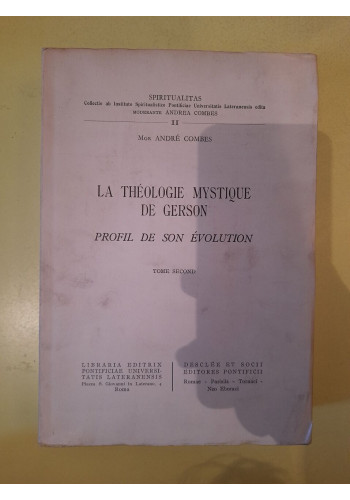 SPIRITUALITAS
Collectio de Instituto Spiritualistico Pontificiae Universitatis Lateranensis edita
MODERANTE ANDREA COMBES
II
MGR ANDRÉ COMBES
LA THÉOLOGIE MYSTIQUE
DE GERSON
PROFIL DE SON ÉVOLUTION
TOME SECOND
LIBRARIA EDITRIX
PONTIFICIAE UNIVERSI-
TATIS LATERANENSIS
Piazza S. Giovanni in Laterano, 4
ROMA
DESCLÉE ET SOCII
EDITORES PONTIFICII
Romae - Parisiis - Tornaci -
Neo Eboraci